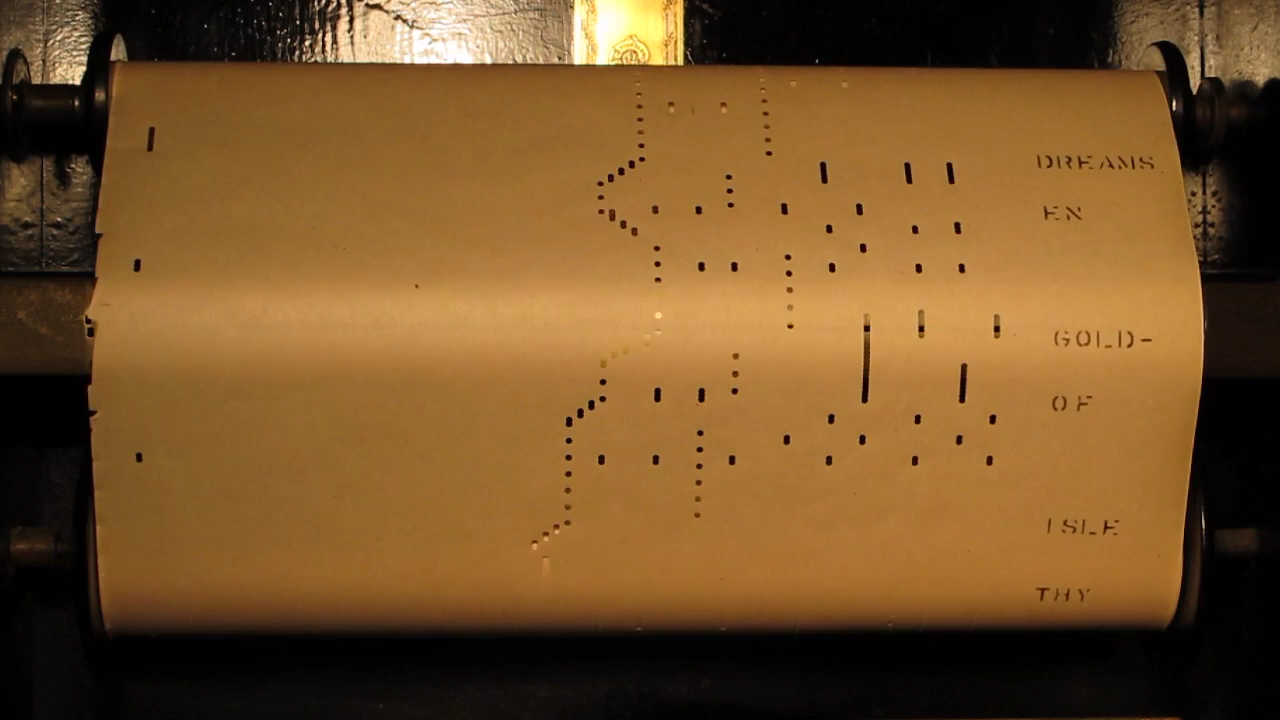 DREAMS
EN
GOLD-
OF
ISLE
THY